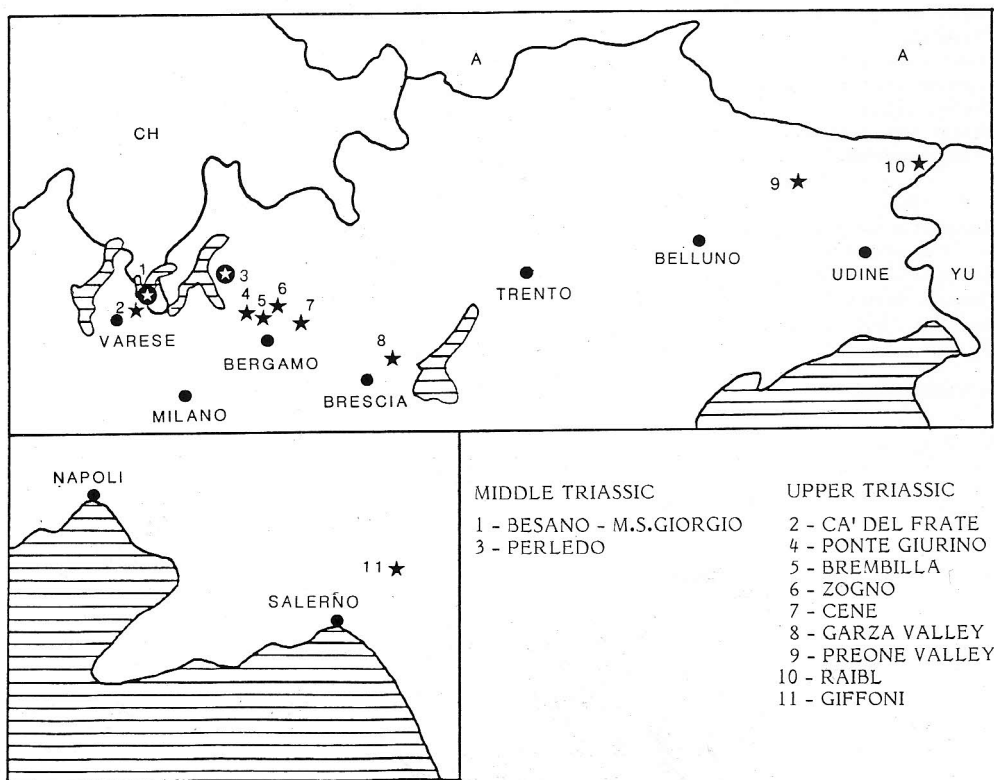 A
A
CH
10
9
BELLUNO
UDINE
YU
1
3
TRENTO
2
4
5
6
7
VARESE
BERGAMO
8
BRESCIA
MILANO
NAPOLI
11
SALERÑO
MIDDLE TRIASSIC
1 - BESANO - M.S.GIORGIO
3 - PERLEDO
UPPER TRIASSIC
2 - CA' DEL FRATE
4 - PONTE GIURINO
5 - BREMBILLA
6 - ZOGNO
7 - CENE
8 - GARZA VALLEY
9 - PREONE VALLEY
10 - RAIBL
11 - GIFFONI